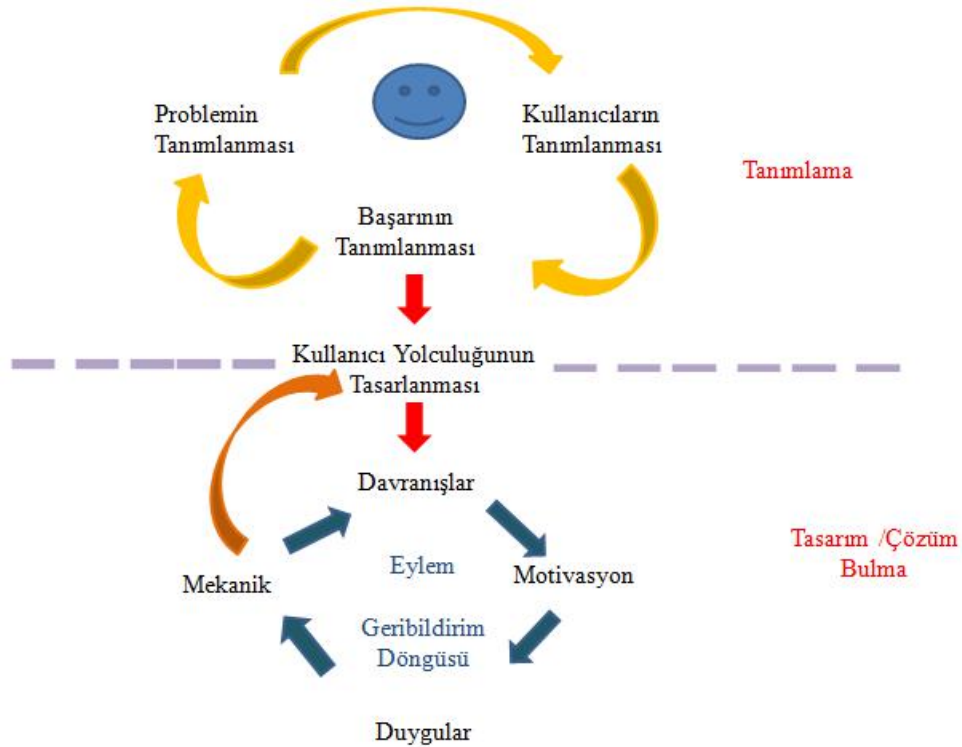 Problemin
Tanımlanması
Kullanıcıların
Tanımlanması
Tanımlama
Başarının
Tanımlanması
Kullanıcı Yolculuğunun
Tasarlanması
Davranışlar
Tasarım /Çözüm
Bulma
Eylem
Motivasyon
Mekanik
Geribildirim
Döngüsü
Duygular